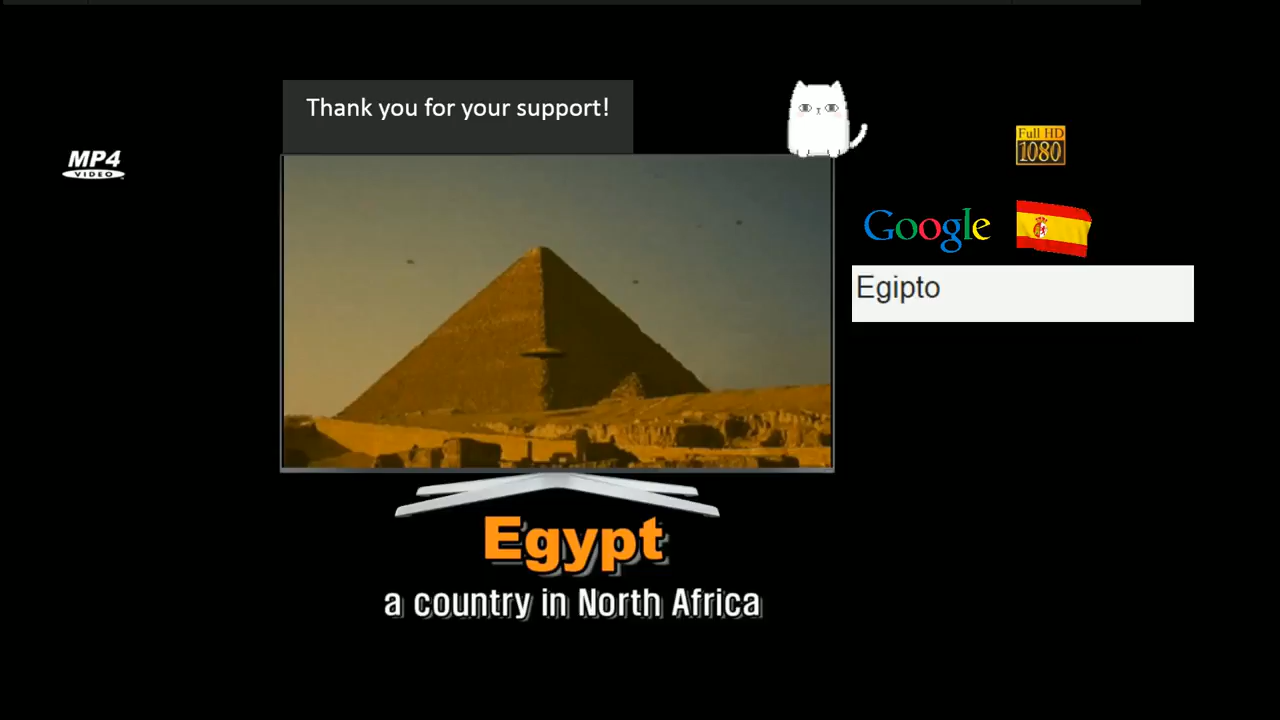 Thank you for your support!
MP4
VIDEO
Full HD
1080
Google
Egipto
Egypt
a country in North Africa